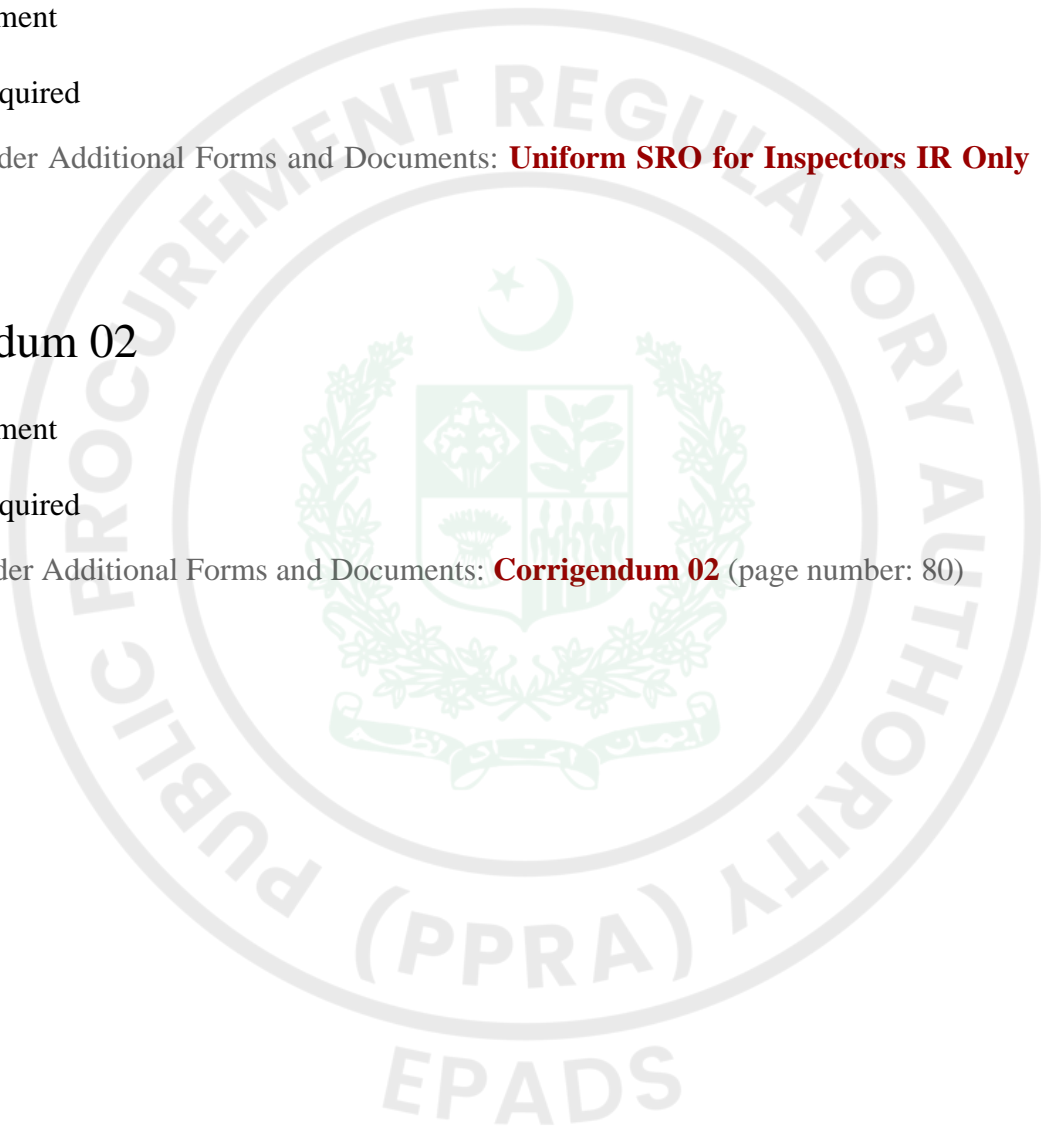 ment
quired
der Additional Forms and Documents: Uniform SRO for Inspectors IR Only
dum 02
ment
quired
der Additional Forms and Documents: Corrigendum 02 (page number: 80)
PUBLIC PROCUREMENT REGULATORY AUTHORITY
(PPRA)
EPADS